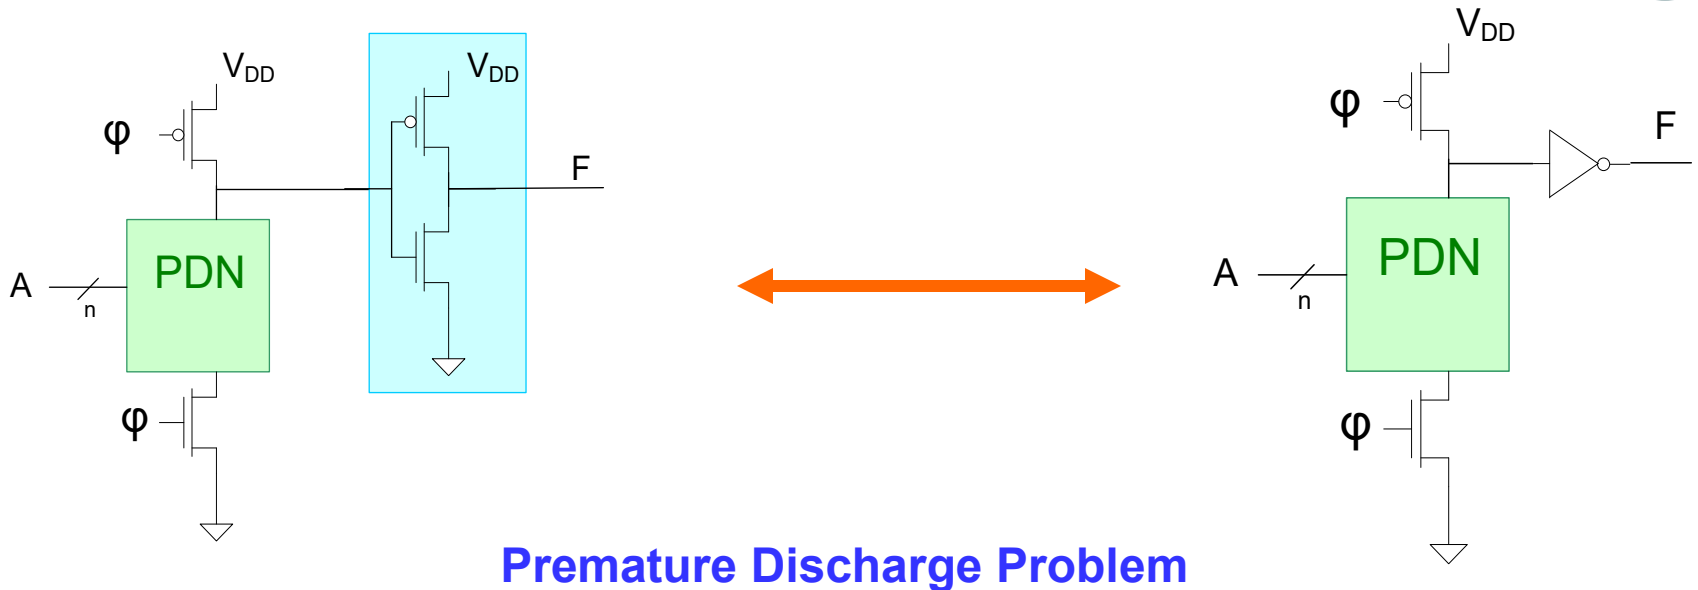 V_DD
V_DD
φ
F
A
n
PDN
φ
V_DD
φ
F
A
n
PDN
φ
Premature Discharge Problem